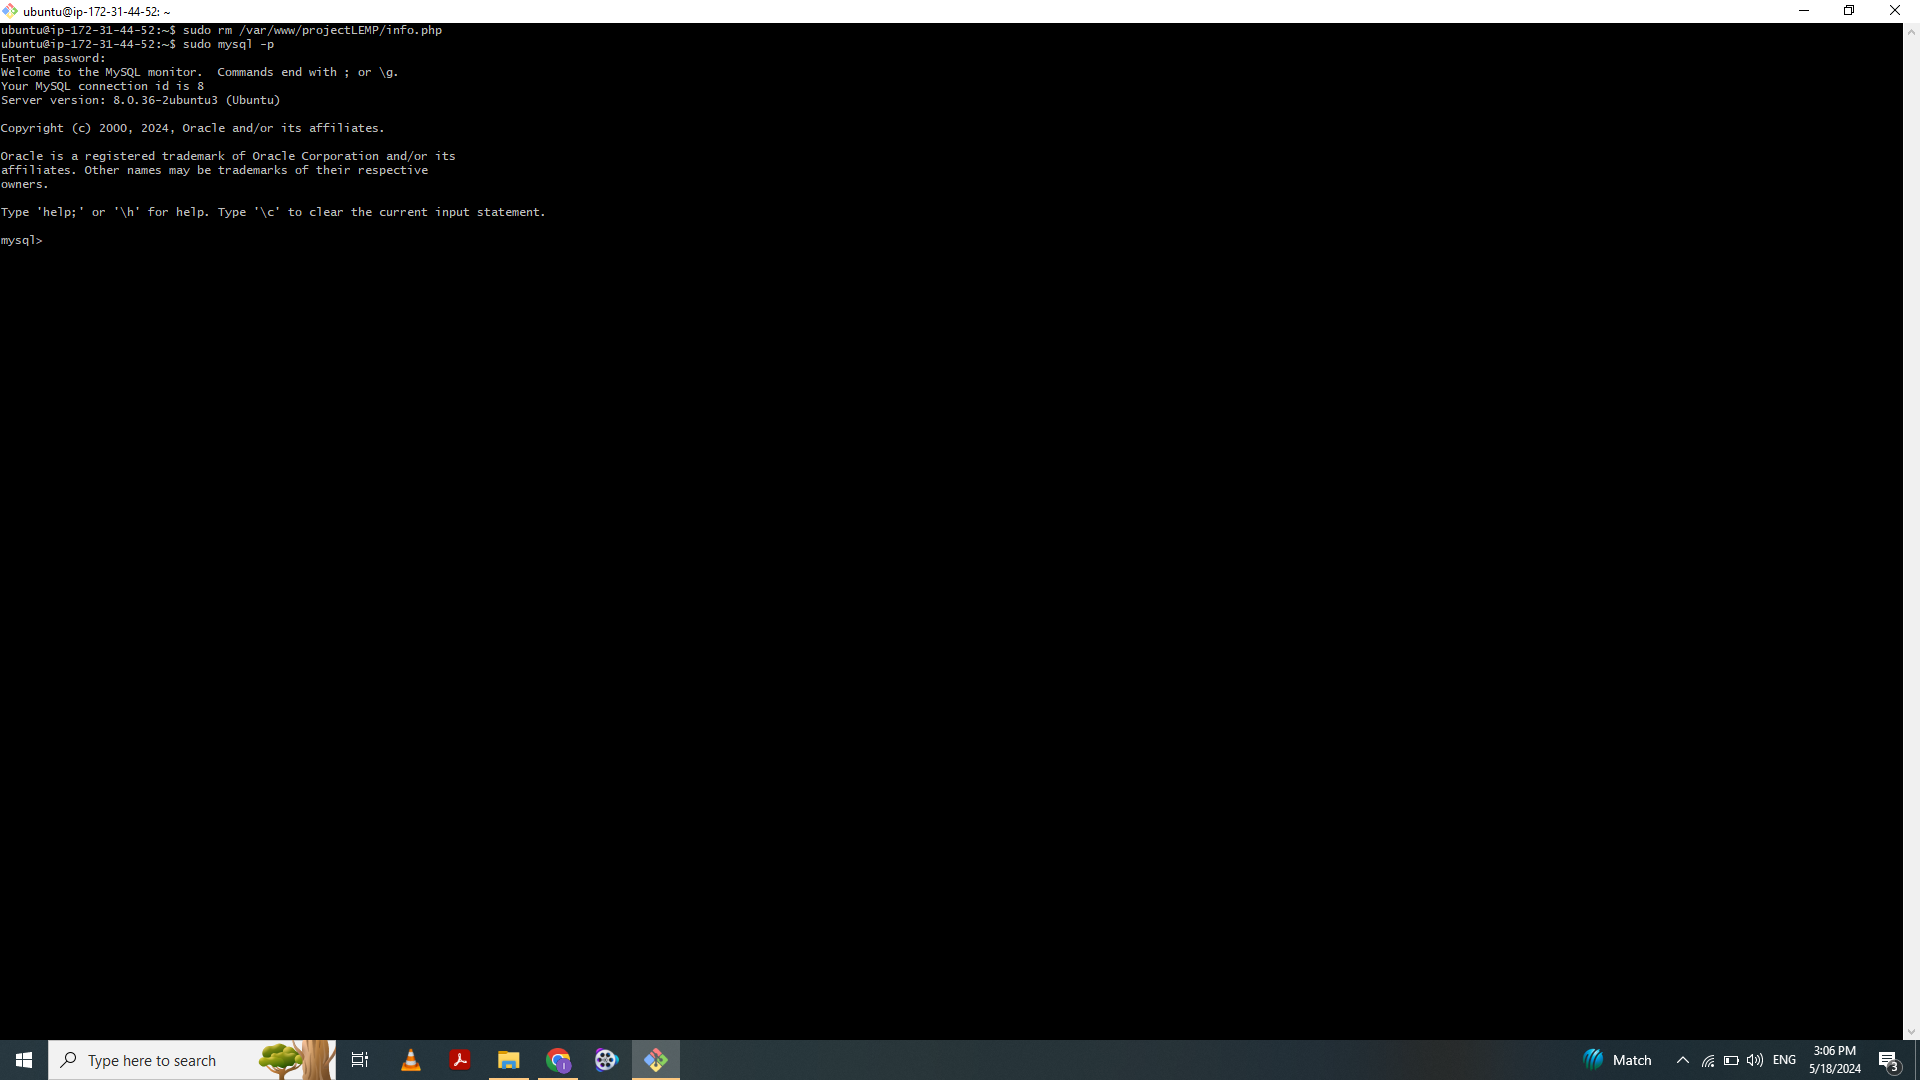 ubuntu@ip-172-31-44-52: ~
ubuntu@ip-172-31-44-52:~$ sudo rm /var/www/projectLEMP/info.php
ubuntu@ip-172-31-44-52:~$ sudo mysql -p
Enter password:
Welcome to the MySQL monitor.  Commands end with ; or \g.
Your MySQL connection id is 8
Server version: 8.0.36-2ubuntu3 (Ubuntu)
Copyright (c) 2000, 2024, Oracle and/or its affiliates.
Oracle is a registered trademark of Oracle Corporation and/or its
affiliates. Other names may be trademarks of their respective
owners.
Type 'help;' or '\h' for help. Type '\c' to clear the current input statement.
mysql>
Type here to search
Match
ENG
3:06 PM
5/18/2024
3